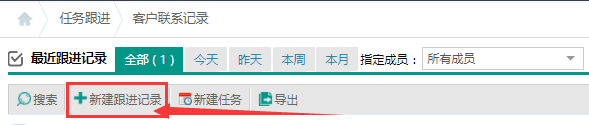 任务跟进 客户联系记录
最近跟进记录 全部 ( 1 ) 今天 昨天 本周 本月 指定成员： 所有成员
搜索 新建跟进记录 新建任务 导出